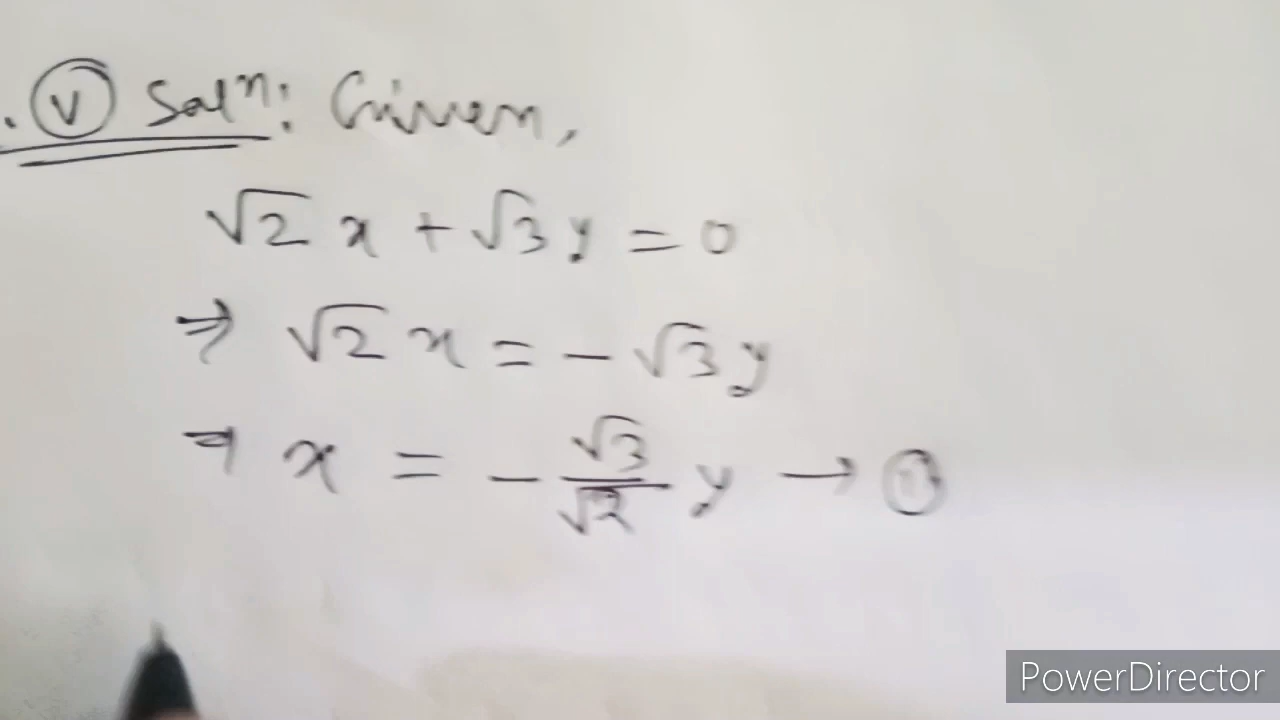 . ⓥ Solⁿ: Given,
√2 x + √3 y = 0
⇒ √2 x = - √3 y
⇒ x = - √3/√2 y → ①
PowerDirector